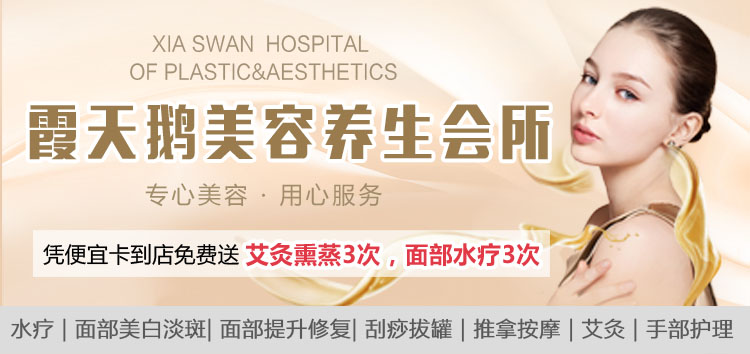 XIA SWAN HOSPITAL
OF PLASTIC&AESTHETICS
霞天鹅美容养生会所
专心美容 · 用心服务
凭便宜卡到店免费送 艾灸熏蒸3次，面部水疗3次
水疗 | 面部美白淡斑 | 面部提升修复 | 刮痧拔罐 | 推拿按摩 | 艾灸 | 手部护理